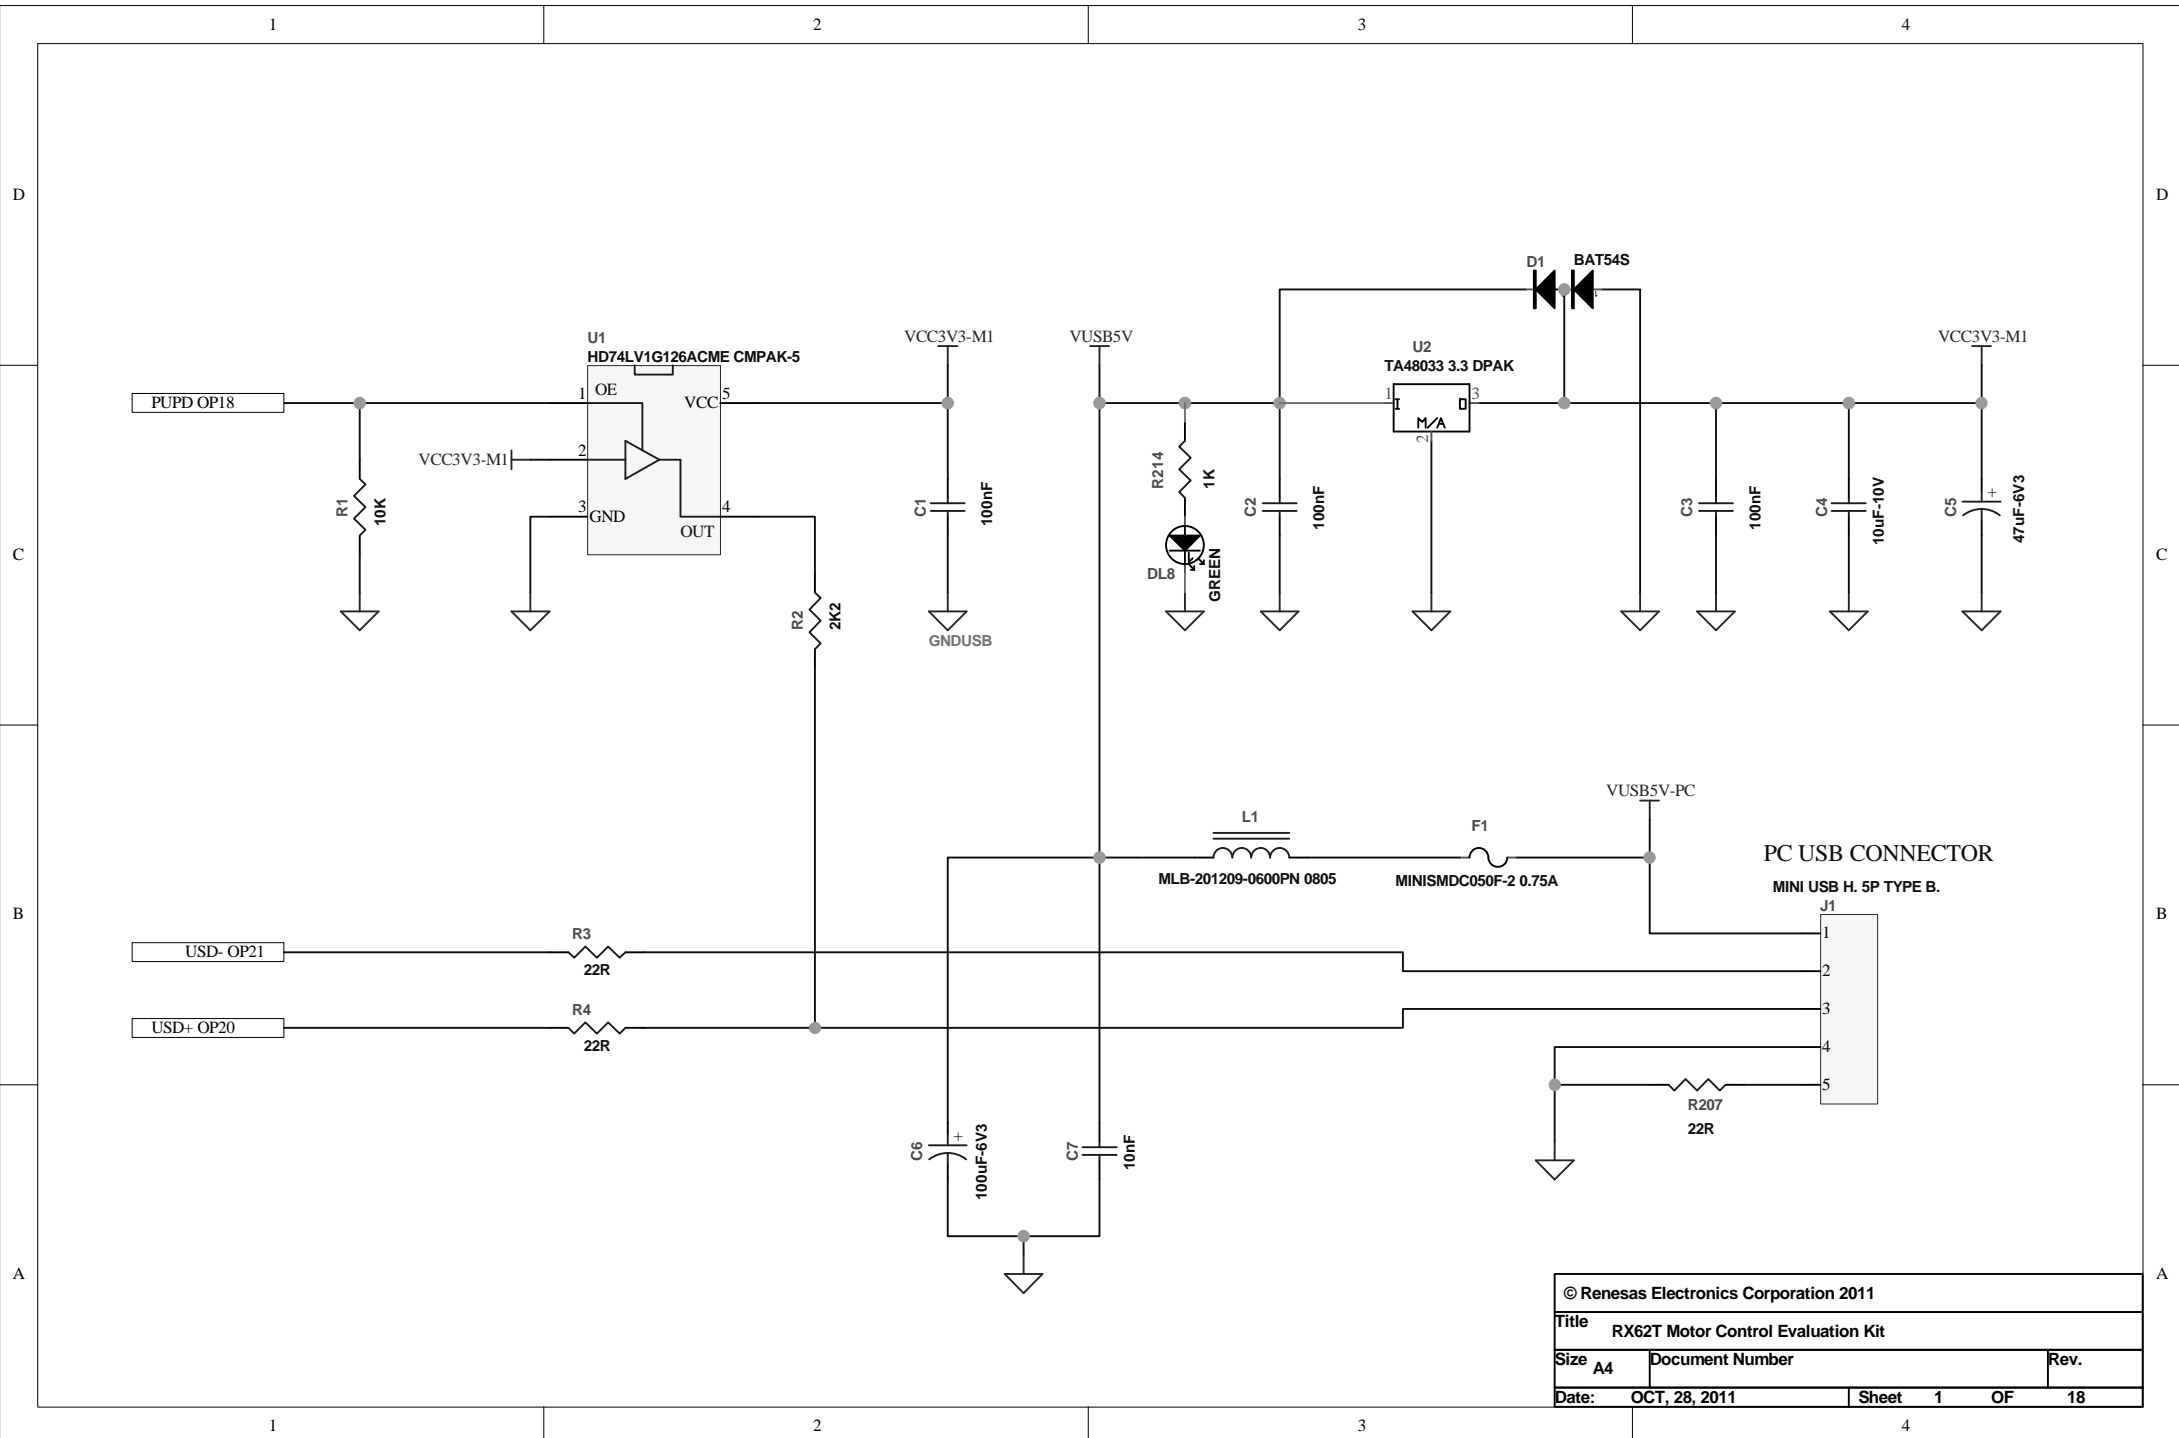 1 2 3 4
D D
D1 BAT54S
U1
HD74LV1G126ACME CMPAK-5
VCC3V3-M1
VUSB5V
U2
TA48033 3.3 DPAK
VCC3V3-M1
PUPD OP18
1 OE
VCC 5
1 I O 3
M/A
2
VCC3V3-M1
2
3 GND
4
OUT
R1
10K
C1
100nF
R214
1K
C2
100nF
C3
100nF
C4
10uF-10V
C5
+
47uF-6V3
C C
DL8
GREEN
R2
2K2
GNDUSB
VUSB5V-PC
L1
MLB-201209-0600PN 0805
F1
MINISMDC050F-2 0.75A
PC USB CONNECTOR
MINI USB H. 5P TYPE B.
J1
1
2
3
4
5
B B
USD- OP21
R3
22R
USD+ OP20
R4
22R
R207
22R
C6
+
100uF-6V3
C7
10nF
A A
© Renesas Electronics Corporation 2011
Title
RX62T Motor Control Evaluation Kit
Size A4 Document Number Rev.
Date: OCT, 28, 2011 Sheet 1 OF 18
1 2 3 4